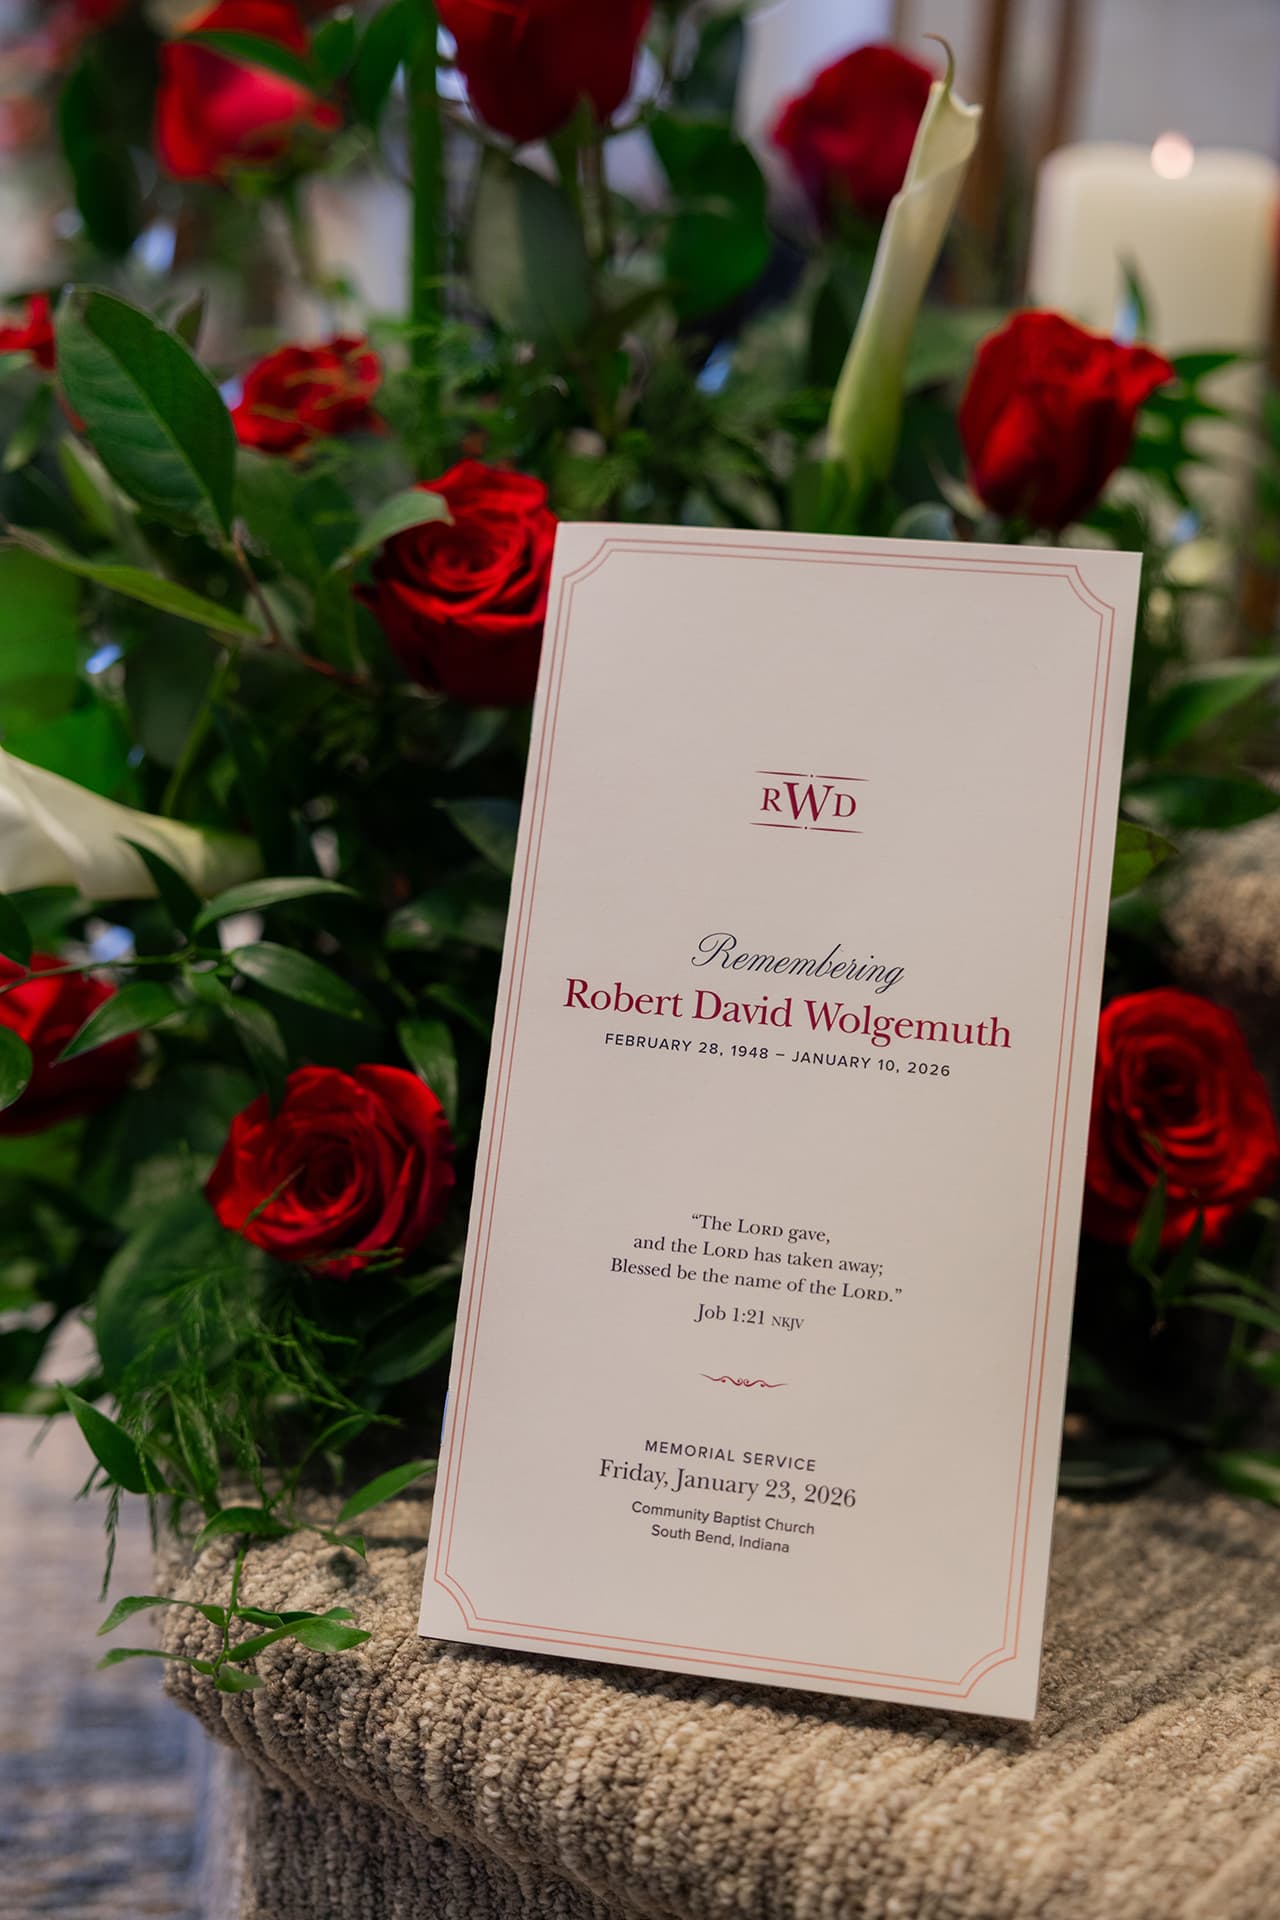 RWD
Remembering
Robert David Wolgemuth
FEBRUARY 28, 1948 – JANUARY 10, 2026
“The LORD gave,
and the LORD has taken away;
Blessed be the name of the LORD.”
Job 1:21 NKJV
MEMORIAL SERVICE
Friday, January 23, 2026
Community Baptist Church
South Bend, Indiana